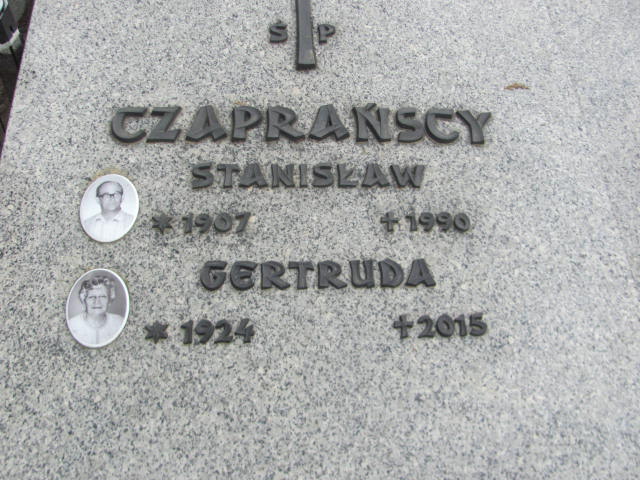 Ś P
CZAPRAŃSCY
STANISŁAW
* 1907 † 1990
GERTRUDA
* 1924 † 2015